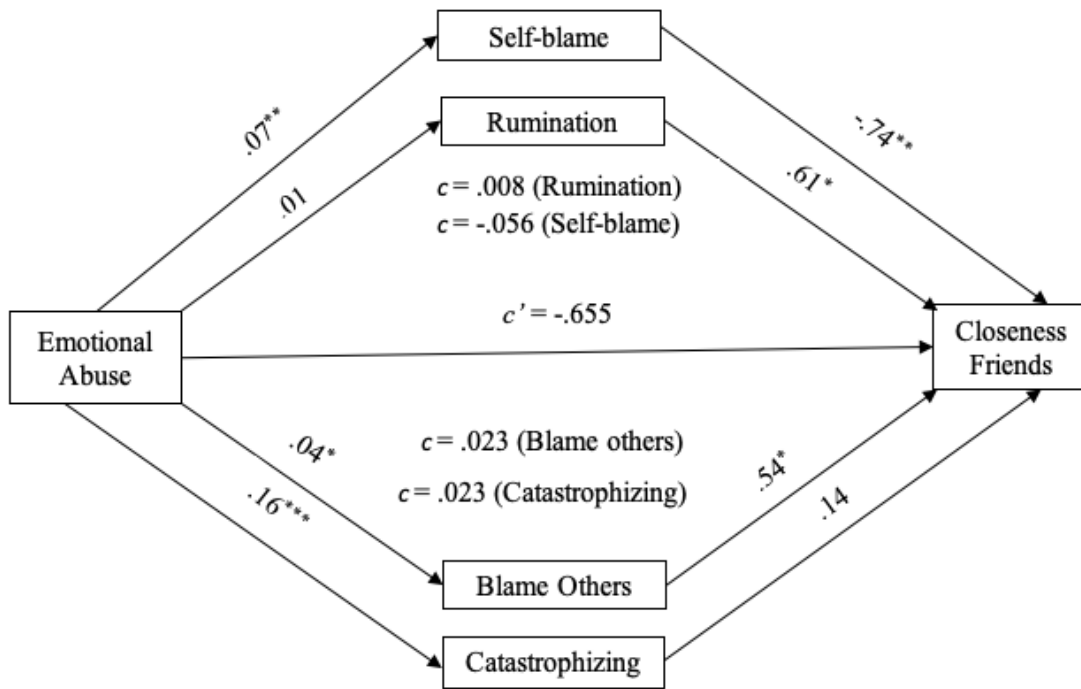 Self-blame
.07**
-.74**
Rumination
.01
.61*
c = .008 (Rumination)
c = -.056 (Self-blame)
c’ = -.655
Emotional
Abuse
Closeness
Friends
.04*
c = .023 (Blame others)
.54*
.16***
c = .023 (Catastrophizing)
.14
Blame Others
Catastrophizing